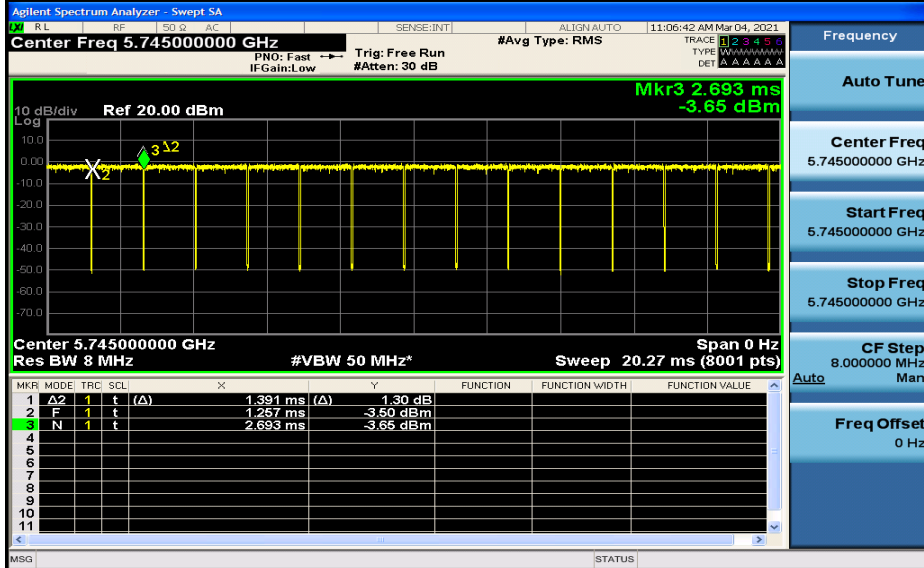 Agilent Spectrum Analyzer - Swept SA
LXI RL RF 50 Ω AC SENSE:INT ALIGN AUTO 11:06:42 AM Mar 04, 2021
Center Freq 5.745000000 GHz
PNO: Fast
IFGain:Low
Trig: Free Run
#Atten: 30 dB
#Avg Type: RMS
TRACE 1 2 3 4 5 6
TYPE WWWWWW
DET A A A A A A
Mkr3 2.693 ms
-3.65 dBm
10 dB/div Ref 20.00 dBm
Log
10.0
0.00
-10.0
-20.0
-30.0
-40.0
-50.0
-60.0
-70.0
2
3 Δ2
Center 5.745000000 GHz Span 0 Hz
Res BW 8 MHz #VBW 50 MHz* Sweep 20.27 ms (8001 pts)
MKR MODE TRC SCL X Y FUNCTION FUNCTION WIDTH FUNCTION VALUE
1 Δ2 1 t (Δ) 1.391 ms (Δ) 1.30 dB
2 F 1 t 1.257 ms -3.50 dBm
3 N 1 t 2.693 ms -3.65 dBm
4
5
6
7
8
9
10
11
MSG STATUS
Frequency
Auto Tune
Center Freq
5.745000000 GHz
Start Freq
5.745000000 GHz
Stop Freq
5.745000000 GHz
CF Step
8.000000 MHz
Auto Man
Freq Offset
0 Hz